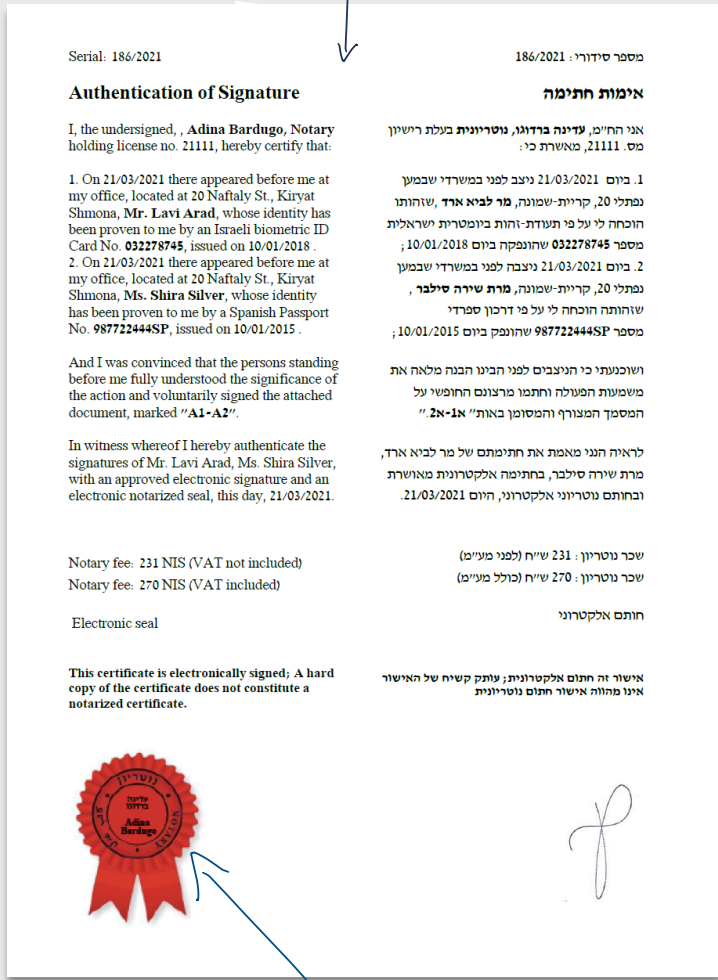 Serial: 186/2021
Authentication of Signature
I, the undersigned, , Adina Bardugo, Notary
holding license no. 21111, hereby certify that:
1. On 21/03/2021 there appeared before me at
my office, located at 20 Naftaly St., Kiryat
Shmona, Mr. Lavi Arad, whose identity has
been proven to me by an Israeli biometric ID
Card No. 032278745, issued on 10/01/2018 .
2. On 21/03/2021 there appeared before me at
my office, located at 20 Naftaly St., Kiryat
Shmona, Ms. Shira Silver, whose identity
has been proven to me by a Spanish Passport
No. 987722444SP, issued on 10/01/2015 .
And I was convinced that the persons standing
before me fully understood the significance of
the action and voluntarily signed the attached
document, marked "A1-A2".
In witness whereof I hereby authenticate the
signatures of Mr. Lavi Arad, Ms. Shira Silver,
with an approved electronic signature and an
electronic notarized seal, this day, 21/03/2021.
Notary fee: 231 NIS (VAT not included)
Notary fee: 270 NIS (VAT included)
Electronic seal
This certificate is electronically signed; A hard
copy of the certificate does not constitute a
notarized certificate.
מספר סידורי : 186/2021
אימות חתימה
אני הח"מ, עדינה ברדוגו, נוטריונית בעלת רישיון
מס. 21111, מאשרת כי :
1. ביום 21/03/2021 ניצב לפני במשרדי שבמען
נפתלי 20, קריית-שמונה, מר לביא ארד ,שזהותו
הוכחה לי על פי תעודת-זהות ביומטרית ישראלית
מספר 032278745 שהונפקה ביום 10/01/2018 ;
2. ביום 21/03/2021 ניצבה לפני במשרדי שבמען
נפתלי 20, קריית-שמונה, מרת שירה סילבר ,
שזהותה הוכחה לי על פי דרכון ספרדי
מספר 987722444SP שהונפק ביום 10/01/2015 ;
ושוכנעתי כי הניצבים לפני הבינו הבנה מלאה את
משמעות הפעולה וחתמו מרצונם החופשי על
המסמך המצורף והמסומן באות" א1-א2."
לראיה הנני מאמת את חתימתם של מר לביא ארד,
מרת שירה סילבר, בחתימה אלקטרונית מאושרת
ובחותם נוטריוני אלקטרוני, היום 21/03/2021.
שכר נוטריון : 231 ש"ח (לפני מע"מ)
שכר נוטריון : 270 ש"ח (כולל מע"מ)
חותם אלקטרוני
אישור זה חתום אלקטרונית; עותק קשיח של האישור
אינו מהווה אישור חתום נוטריונית
נוטריון
עדינה
ברדוגו
Adina
Bardugo
NOTARY